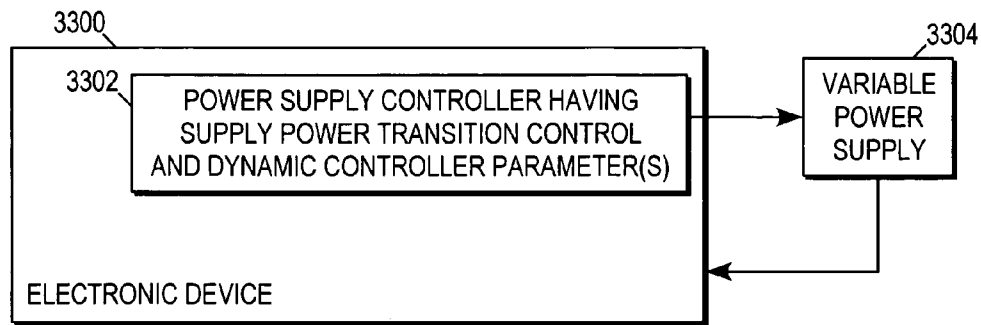 3300
3302
POWER SUPPLY CONTROLLER HAVING
SUPPLY POWER TRANSITION CONTROL
AND DYNAMIC CONTROLLER PARAMETER(S)
ELECTRONIC DEVICE
3304
VARIABLE
POWER
SUPPLY